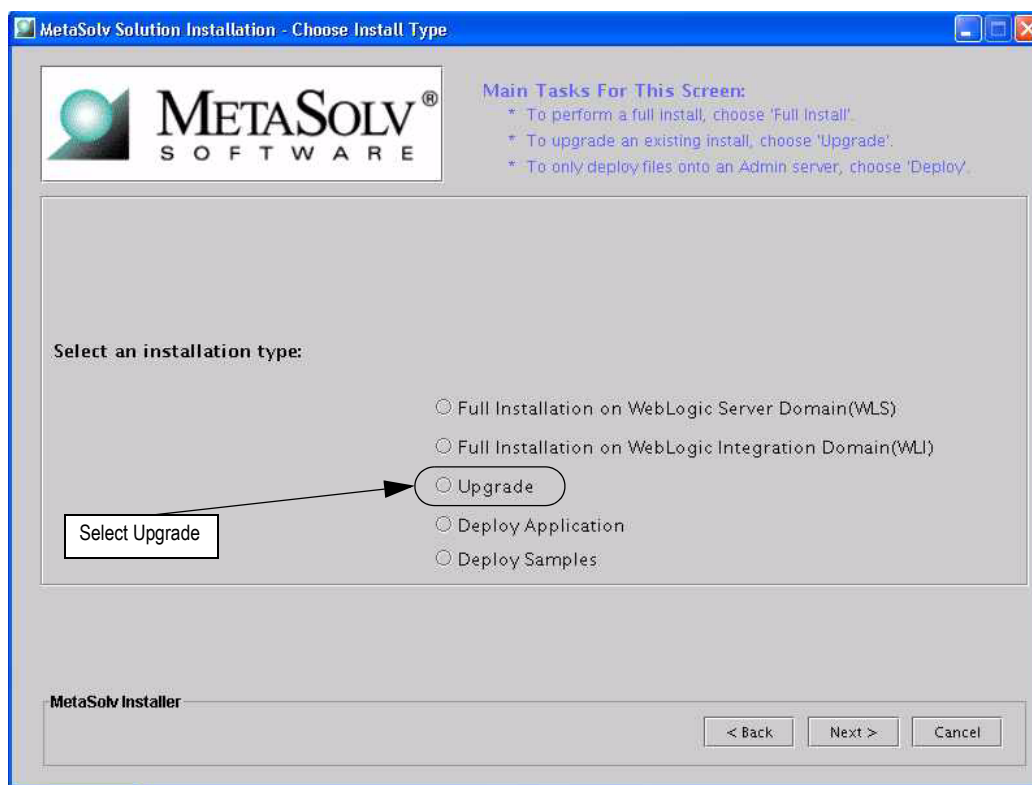 MetaSolv Solution Installation - Choose Install Type
METASOLV®
SOFTWARE
Main Tasks For This Screen:
* To perform a full install, choose 'Full Install'.
* To upgrade an existing install, choose 'Upgrade'.
* To only deploy files onto an Admin server, choose 'Deploy'.
Select an installation type:
Full Installation on WebLogic Server Domain(WLS)
Full Installation on WebLogic Integration Domain(WLI)
Upgrade
Select Upgrade
Deploy Application
Deploy Samples
MetaSolv Installer
< Back
Next >
Cancel